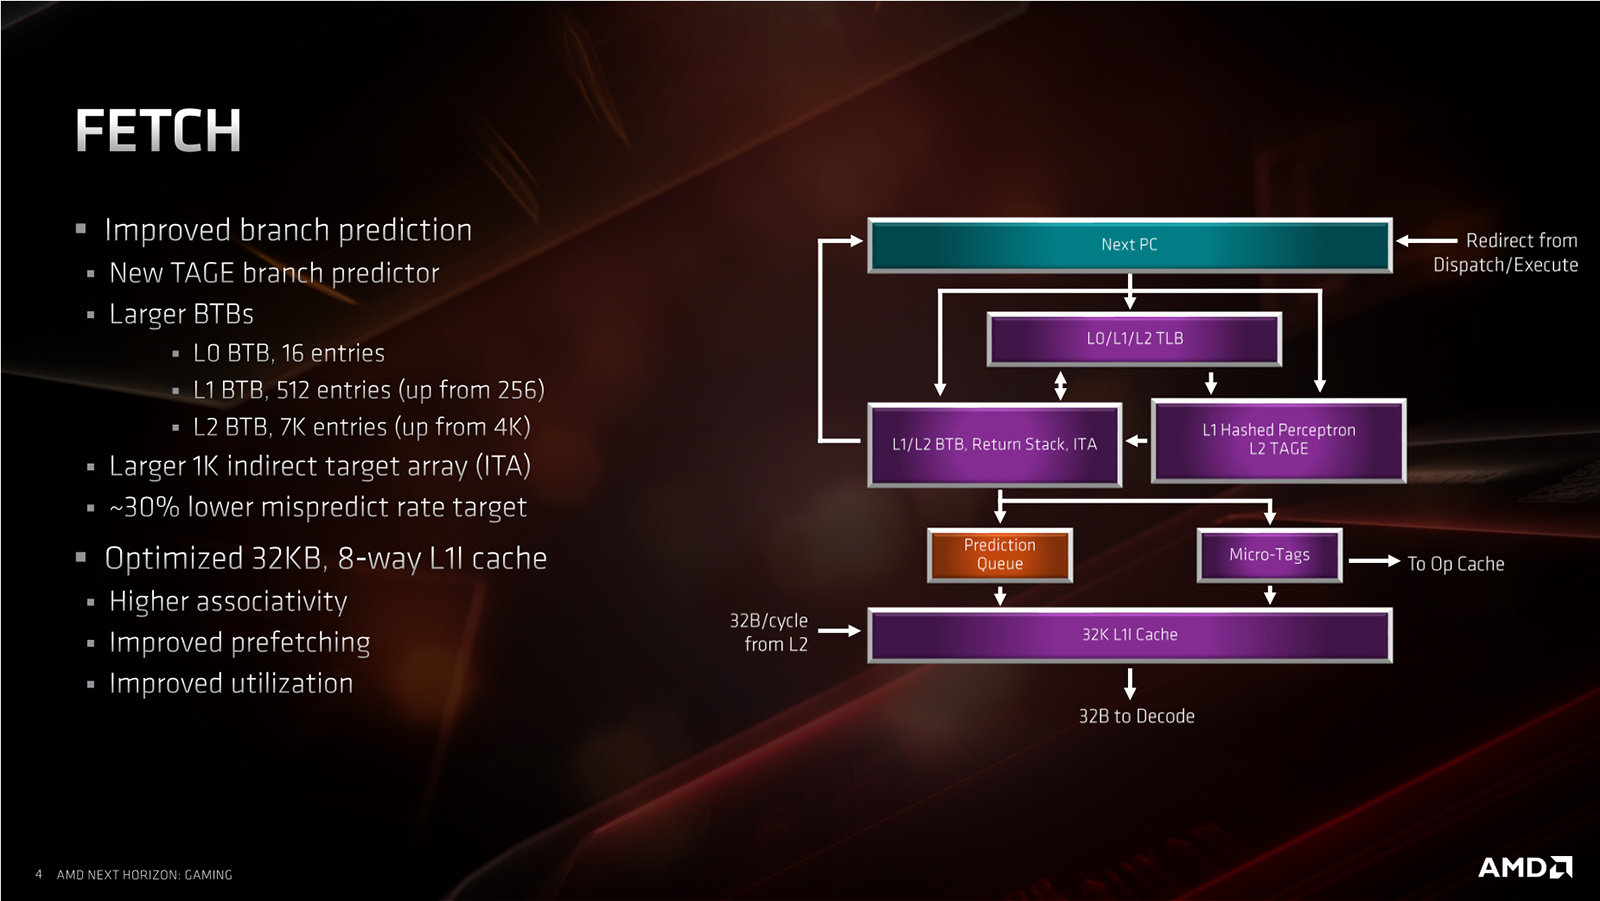 FETCH
Improved branch prediction
New TAGE branch predictor
Larger BTBs
L0 BTB, 16 entries
L1 BTB, 512 entries (up from 256)
L2 BTB, 7K entries (up from 4K)
Larger 1K indirect target array (ITA)
~30% lower mispredict rate target
Optimized 32KB, 8-way L1I cache
Higher associativity
Improved prefetching
Improved utilization
Next PC
Redirect from
Dispatch/Execute
L0/L1/L2 TLB
L1/L2 BTB, Return Stack, ITA
L1 Hashed Perceptron
L2 TAGE
Prediction
Queue
Micro-Tags
To Op Cache
32B/cycle
from L2
32K L1I Cache
32B to Decode
4 AMD NEXT HORIZON: GAMING
AMD